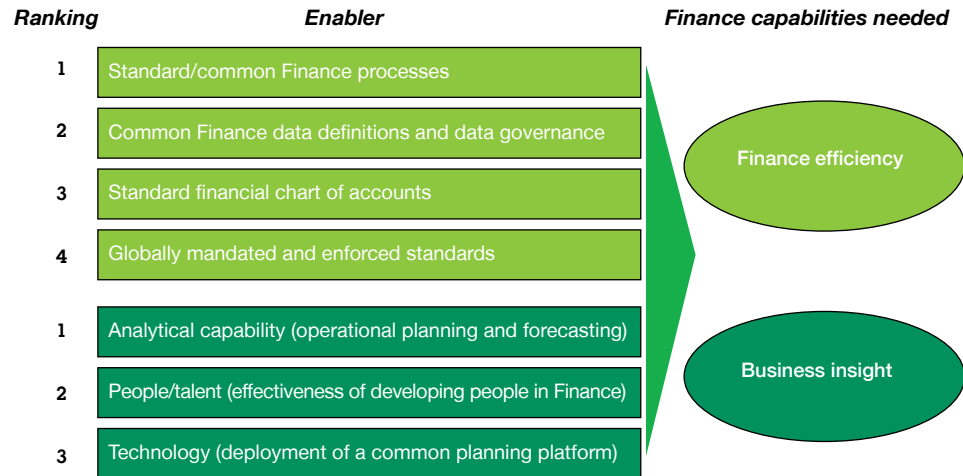 Ranking Enabler Finance capabilities needed
1 Standard/common Finance processes
2 Common Finance data definitions and data governance
Finance efficiency
3 Standard financial chart of accounts
4 Globally mandated and enforced standards
1 Analytical capability (operational planning and forecasting)
2 People/talent (effectiveness of developing people in Finance)
Business insight
3 Technology (deployment of a common planning platform)